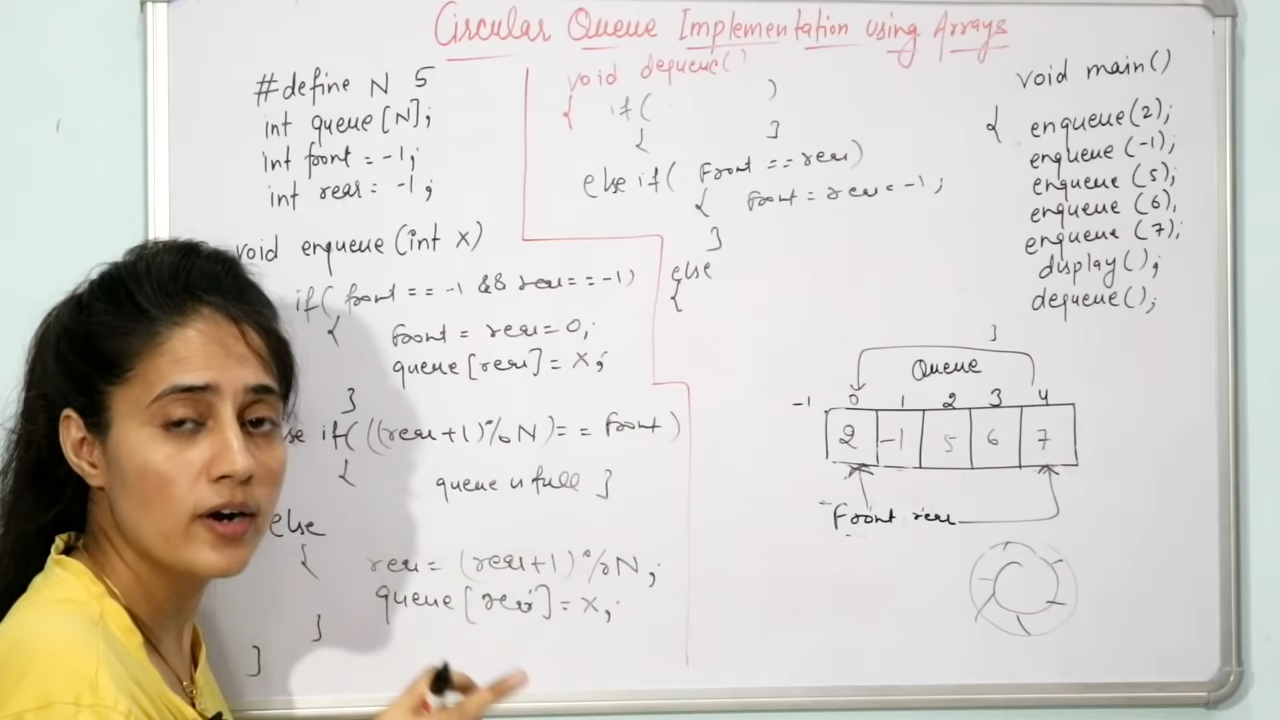 Circular Queue Implementation using Arrays
#define N 5
int queue[N];
int front = -1;
int rear = -1;
void enqueue (int x)
if( front == -1 && rear == -1)
{ front = rear = 0;
queue[rear] = x;
}
se if( ((rear+1)%N) == front)
{ queue is full }
else
{ rear = (rear+1)%N;
queue[rear] = x;
}
}
void dequeue()
{ if( )
{ }
else if( front == rear)
{ front = rear = -1;
}
else
{
void main()
{ enqueue(2);
enqueue(-1);
enqueue(5);
enqueue(6),
enqueue(7);
display();
dequeue();
}
Queue
-1 0 1 2 3 4
2 -1 5 6 7
Front rear